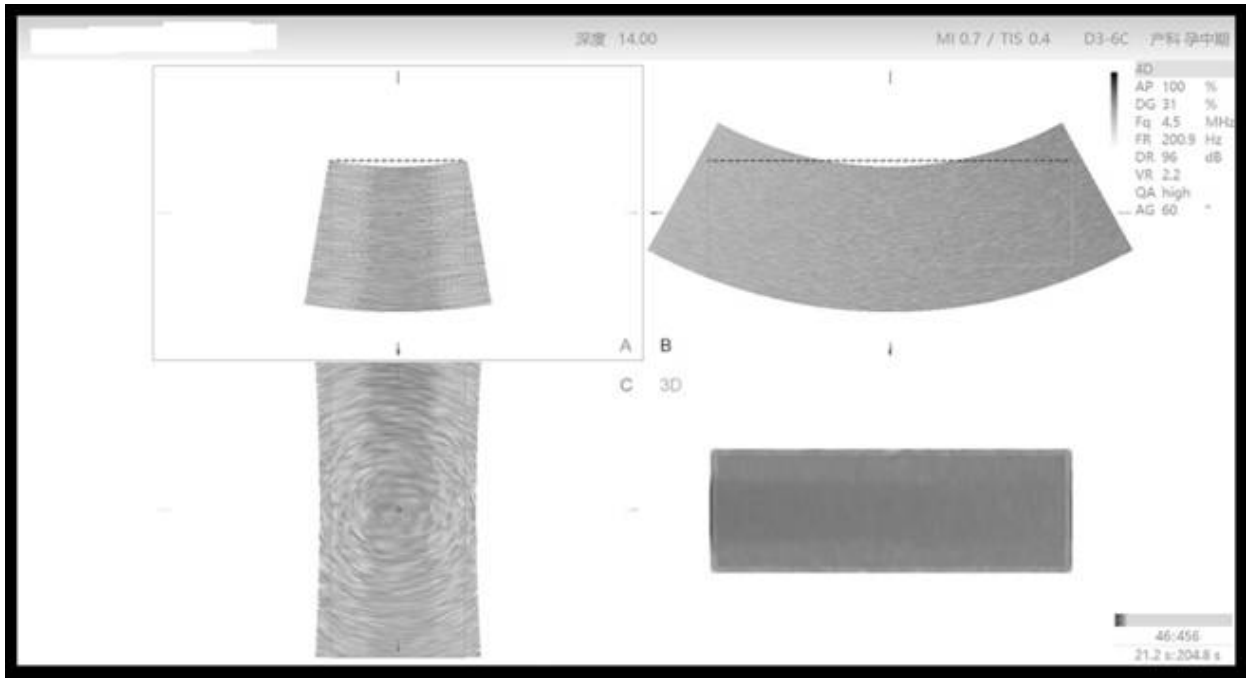 深度 14.00
MI 0.7 / TIS 0.4
D3-6C
产科 孕中期
4D
AP 100 %
DG 31 %
Fq 4.5 MHz
FR 200.9 Hz
DR 96 dB
VR 2.2
QA high
AG 60 °
A
B
C
3D
46:456
21.2 s:204.8 s